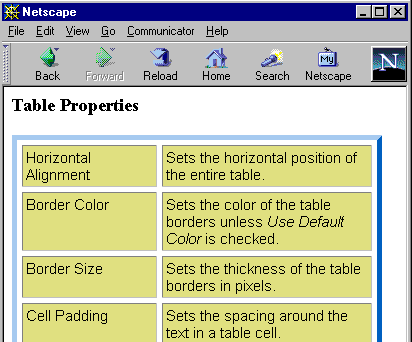 Netscape
File Edit View Go Communicator Help
Back Forward Reload Home Search Netscape
My
N
Table Properties
Horizontal Alignment
Sets the horizontal position of
the entire table.
Border Color
Sets the color of the table
borders unless Use Default
Color is checked.
Border Size
Sets the thickness of the table
borders in pixels.
Cell Padding
Sets the spacing around the
text in a table cell.